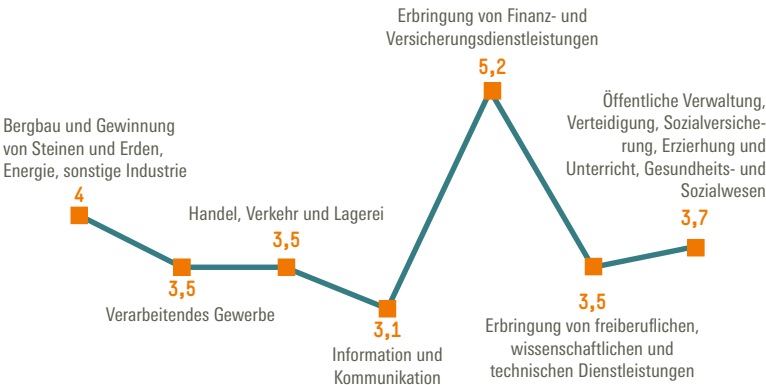 Bergbau und Gewinnung
von Steinen und Erden,
Energie, sonstige Industrie
4
3,5
Verarbeitendes Gewerbe
Handel, Verkehr und Lagerei
3,5
3,1
Information und
Kommunikation
Erbringung von Finanz- und
Versicherungsdienstleistungen
5,2
3,5
Erbringung von freiberuflichen,
wissenschaftlichen und
technischen Dienstleistungen
Öffentliche Verwaltung,
Verteidigung, Sozialversiche-
rung, Erzierhung und
Unterricht, Gesundheits- und
Sozialwesen
3,7